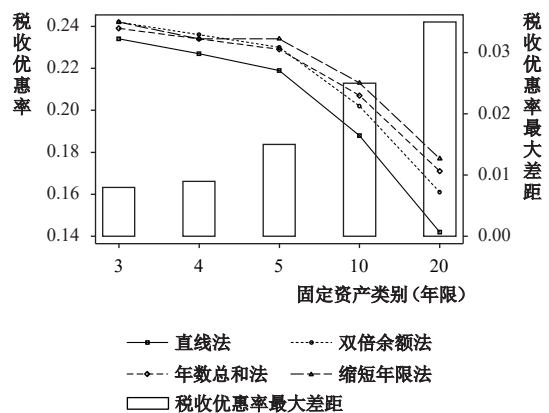 税收优惠率
税收优惠率最大差距
0.24
0.22
0.20
0.18
0.16
0.14
0.03
0.02
0.01
0.00
3 4 5 10 20
固定资产类别(年限)
直线法 双倍余额法
年数总和法 缩短年限法
税收优惠率最大差距